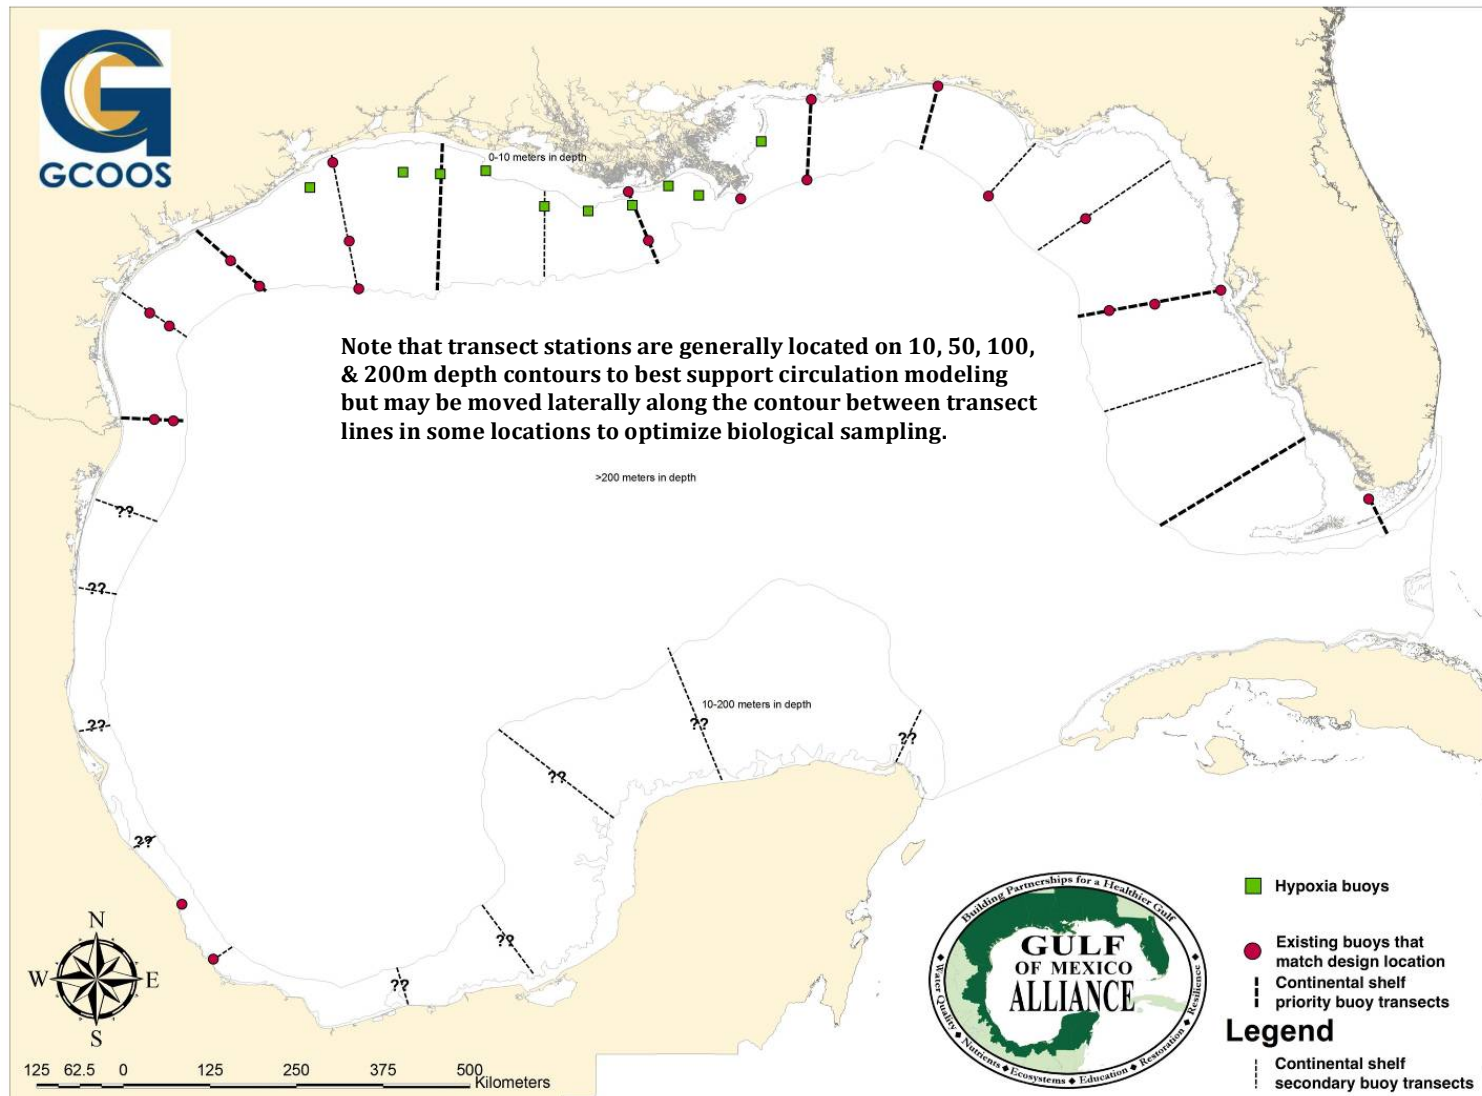 GCOOS
0-10 meters in depth
Note that transect stations are generally located on 10, 50, 100,
& 200m depth contours to best support circulation modeling
but may be moved laterally along the contour between transect
lines in some locations to optimize biological sampling.
>200 meters in depth
??
??
??
10-200 meters in depth
??
??
??
??
??
??
N
W
E
S
125 62.5 0 125 250 375 500
Kilometers
Building Partnerships for a Healthier Gulf
GULF
OF MEXICO
ALLIANCE
Water Quality ◆ Nutrients ◆ Ecosystems ◆ Education ◆ Restoration ◆ Resilience
Hypoxia buoys
Existing buoys that
match design location
Continental shelf
priority buoy transects
Legend
Continental shelf
secondary buoy transects